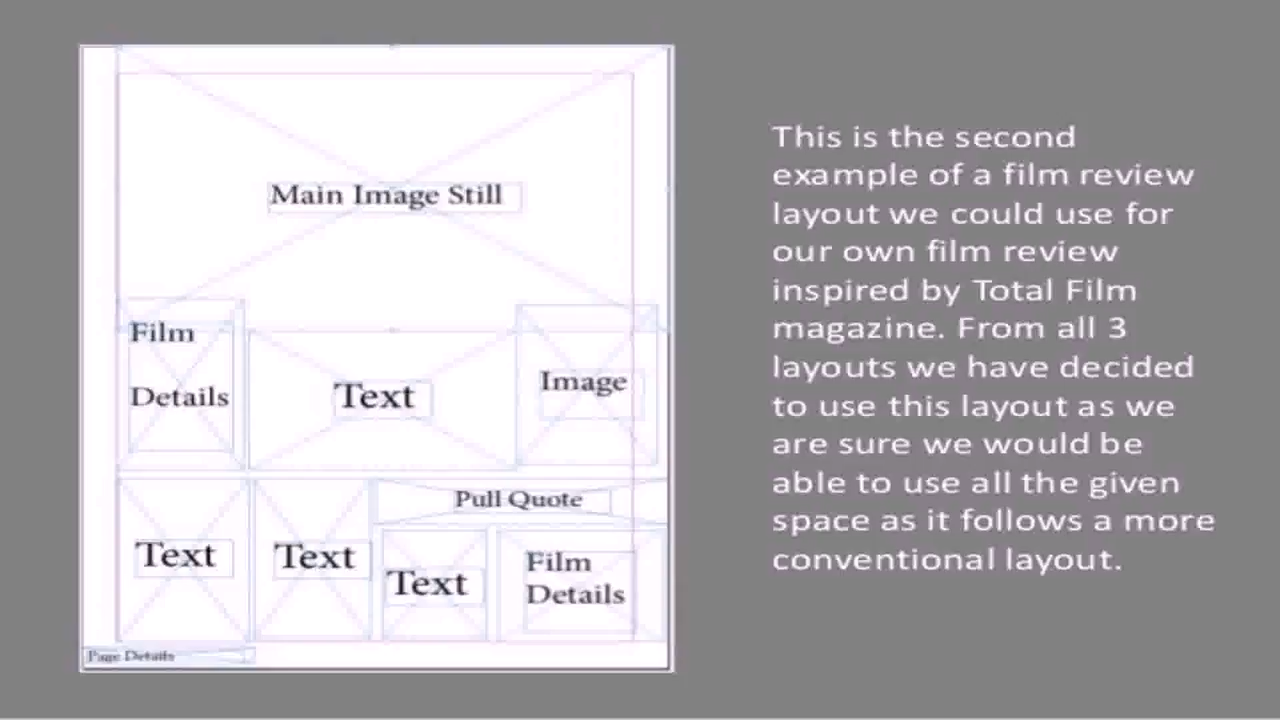 Main Image Still
Film
Details
Text
Image
Pull Quote
Text
Text
Text
Film
Details
Page Details
This is the second
example of a film review
layout we could use for
our own film review
inspired by Total Film
magazine. From all 3
layouts we have decided
to use this layout as we
are sure we would be
able to use all the given
space as it follows a more
conventional layout.